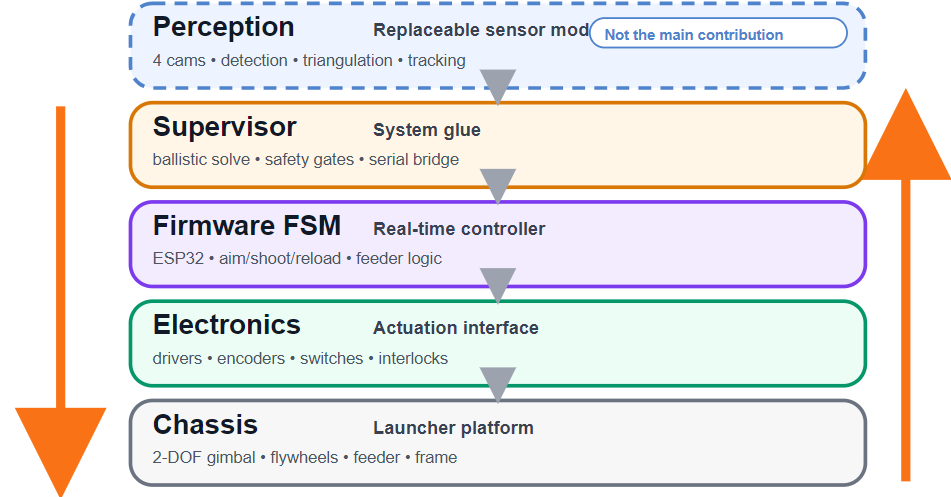 Perception
Replaceable sensor mod
Not the main contribution
4 cams • detection • triangulation • tracking
Supervisor
System glue
ballistic solve • safety gates • serial bridge
Firmware FSM
Real-time controller
ESP32 • aim/shoot/reload • feeder logic
Electronics
Actuation interface
drivers • encoders • switches • interlocks
Chassis
Launcher platform
2-DOF gimbal • flywheels • feeder • frame